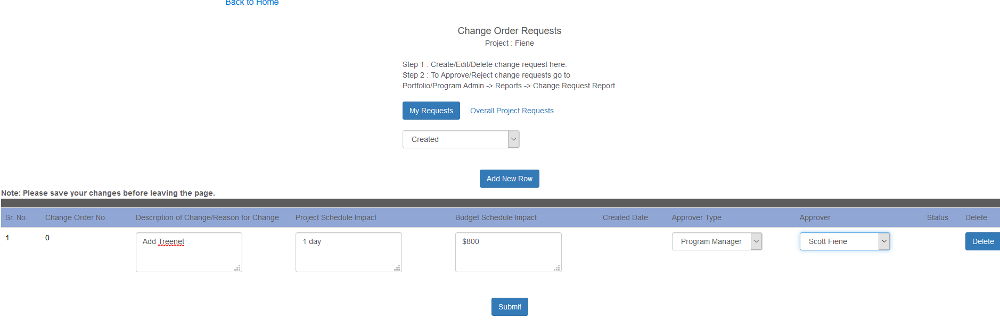 Back to Home
Change Order Requests
Project : Fiene
Step 1 : Create/Edit/Delete change request here.
Step 2 : To Approve/Reject change requests go to
Portfolio/Program Admin -> Reports -> Change Request Report.
My Requests Overall Project Requests
Created
Add New Row
Note: Please save your changes before leaving the page.
Sr. No. Change Order No. Description of Change/Reason for Change Project Schedule Impact Budget Schedule Impact Created Date Approver Type Approver Status Delete
1 0 Add Treenet 1 day $800 Program Manager Scott Fiene Delete
Submit